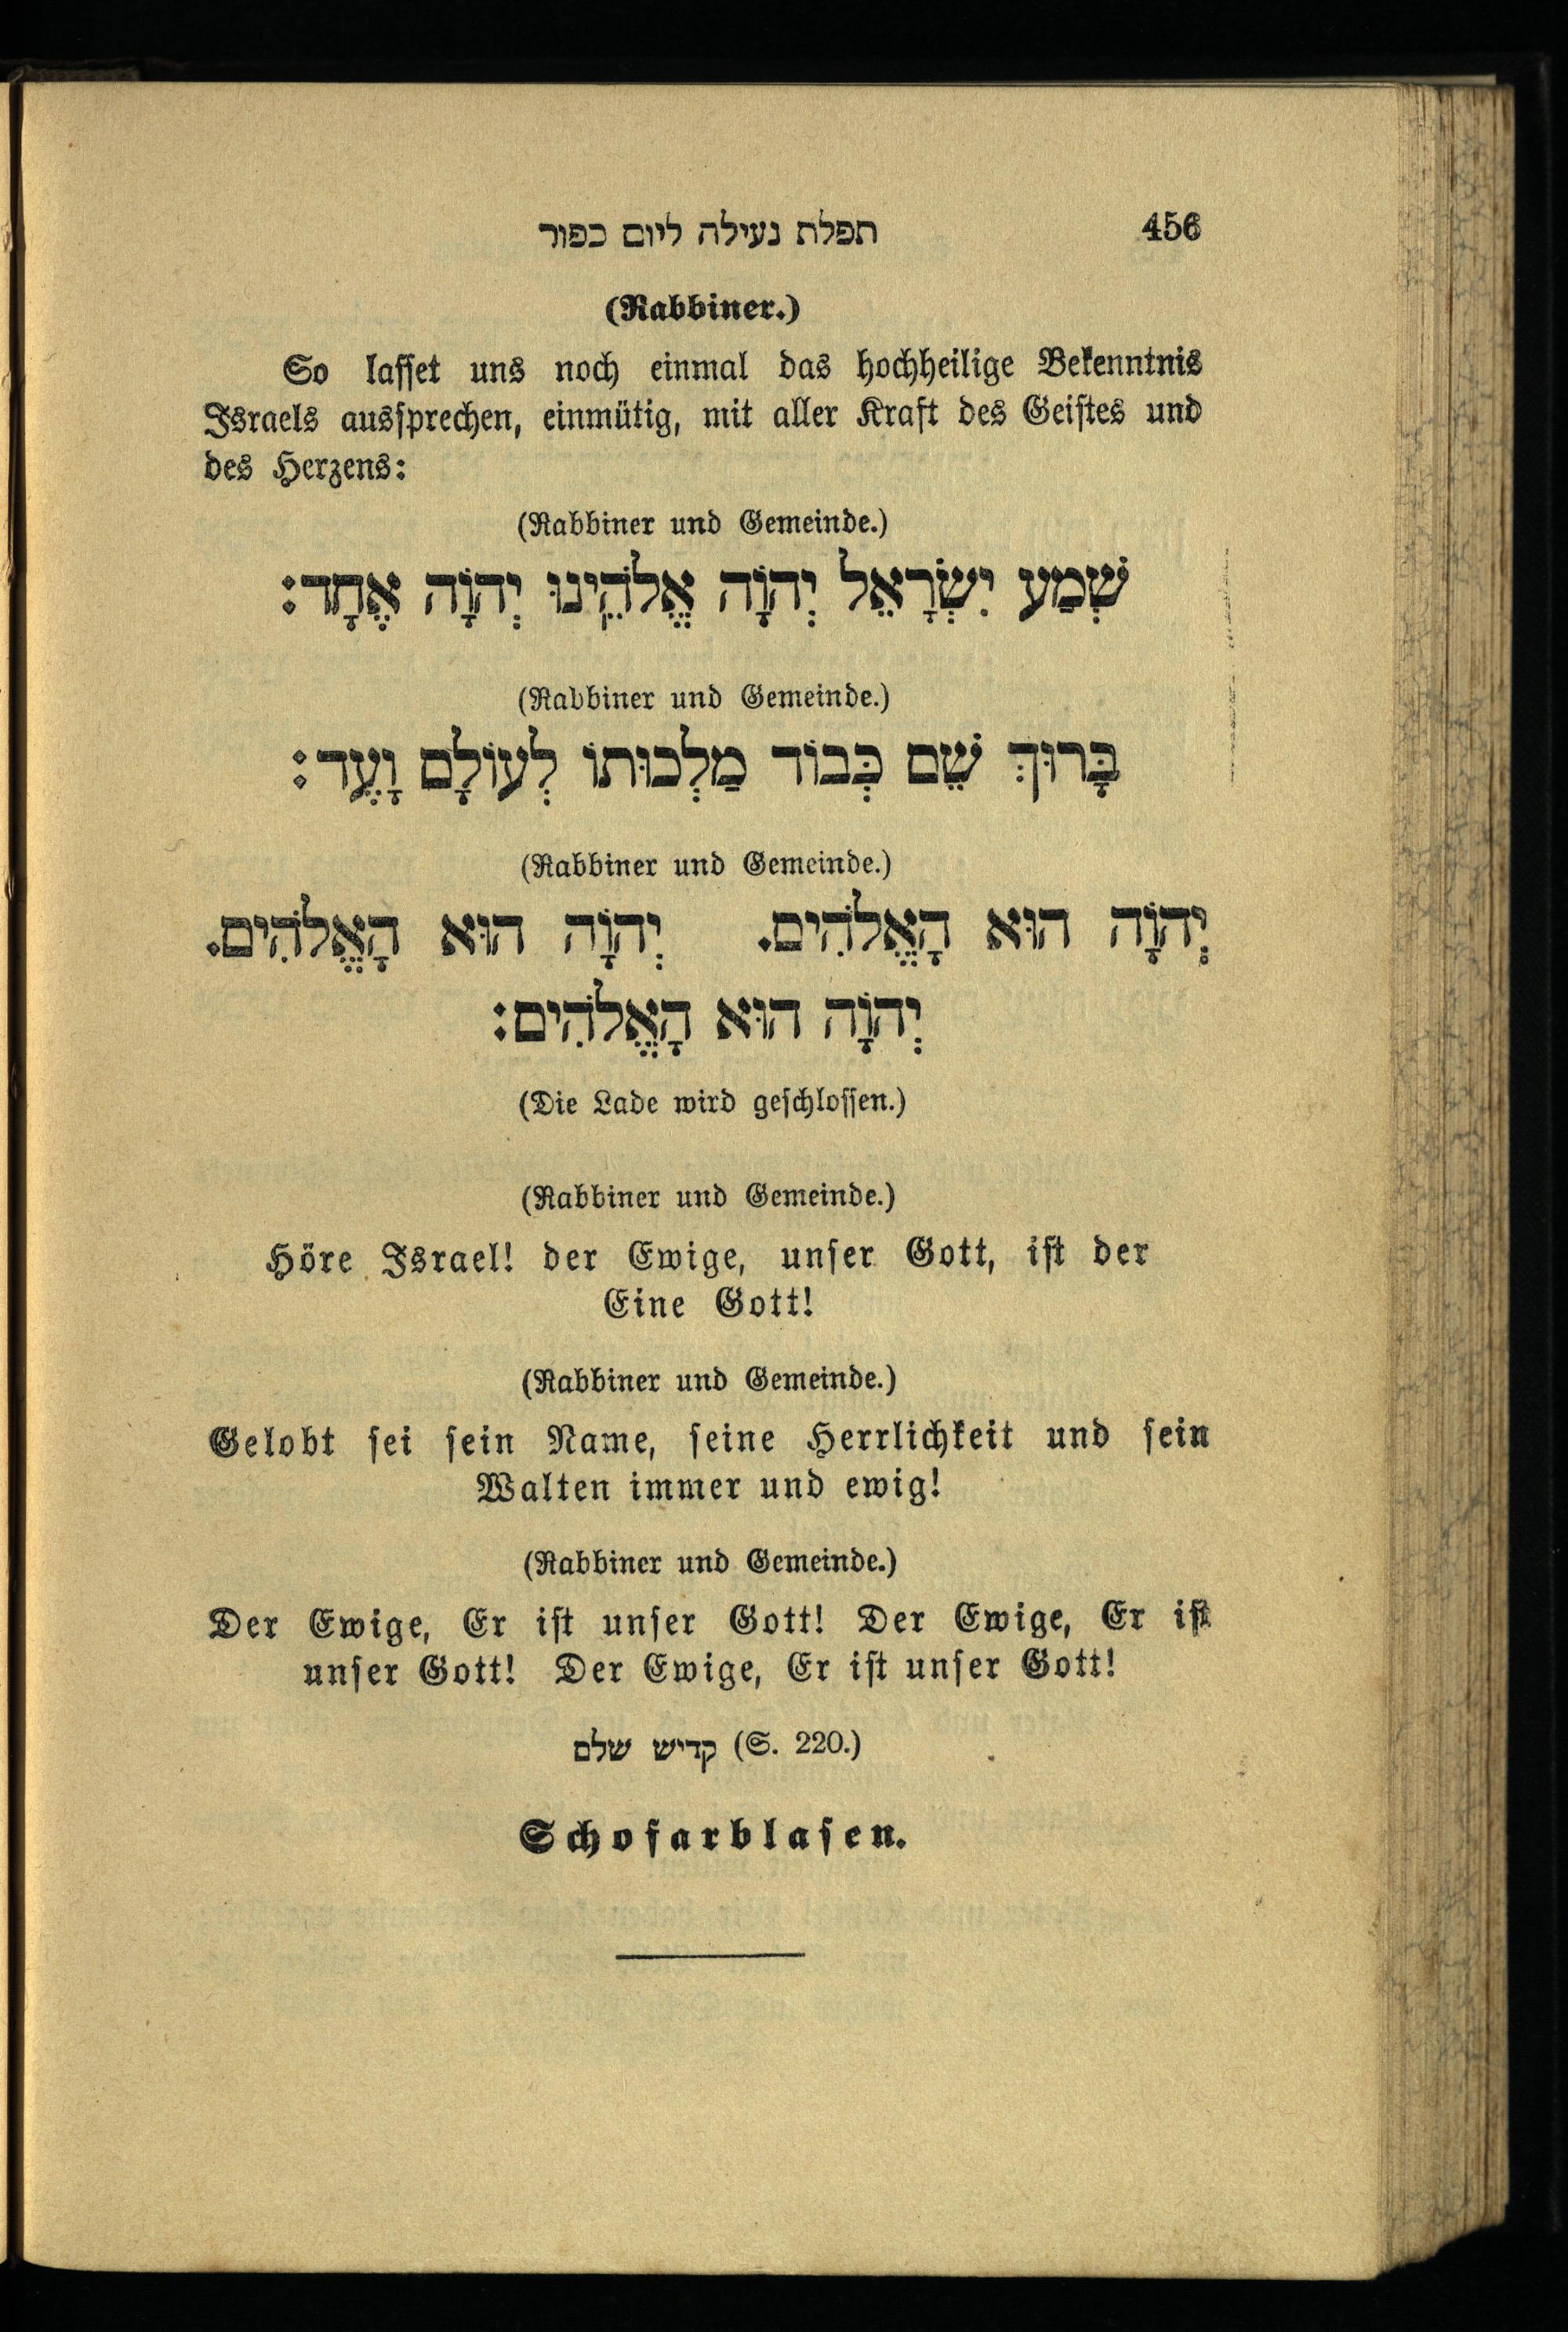 תפלת נעילה ליום כפור 456
(Rabbiner.)
So lasset uns noch einmal das hochheilige Bekenntnis
Israels aussprechen, einmütig, mit aller Kraft des Geistes und
des Herzens:
(Rabbiner und Gemeinde.)
שְׁמַע יִשְׂרָאֵל יְהוָֹה אֱלֹהֵינוּ יְהוָֹה אֶחָד:
(Rabbiner und Gemeinde.)
בָּרוּךְ שֵׁם כְּבוֹד מַלְכוּתוֹ לְעוֹלָם וָעֶד:
(Rabbiner und Gemeinde.)
יְהוָֹה הוּא הָאֱלֹהִים. יְהוָֹה הוּא הָאֱלֹהִים.
יְהוָֹה הוּא הָאֱלֹהִים:
(Die Lade wird geschlossen.)
(Rabbiner und Gemeinde.)
Höre Israel! der Ewige, unser Gott, ist der
Eine Gott!
(Rabbiner und Gemeinde.)
Gelobt sei sein Name, seine Herrlichkeit und sein
Walten immer und ewig!
(Rabbiner und Gemeinde.)
Der Ewige, Er ist unser Gott! Der Ewige, Er ist
unser Gott! Der Ewige, Er ist unser Gott!
קדיש שלם (S. 220.)
Schofarblasen.